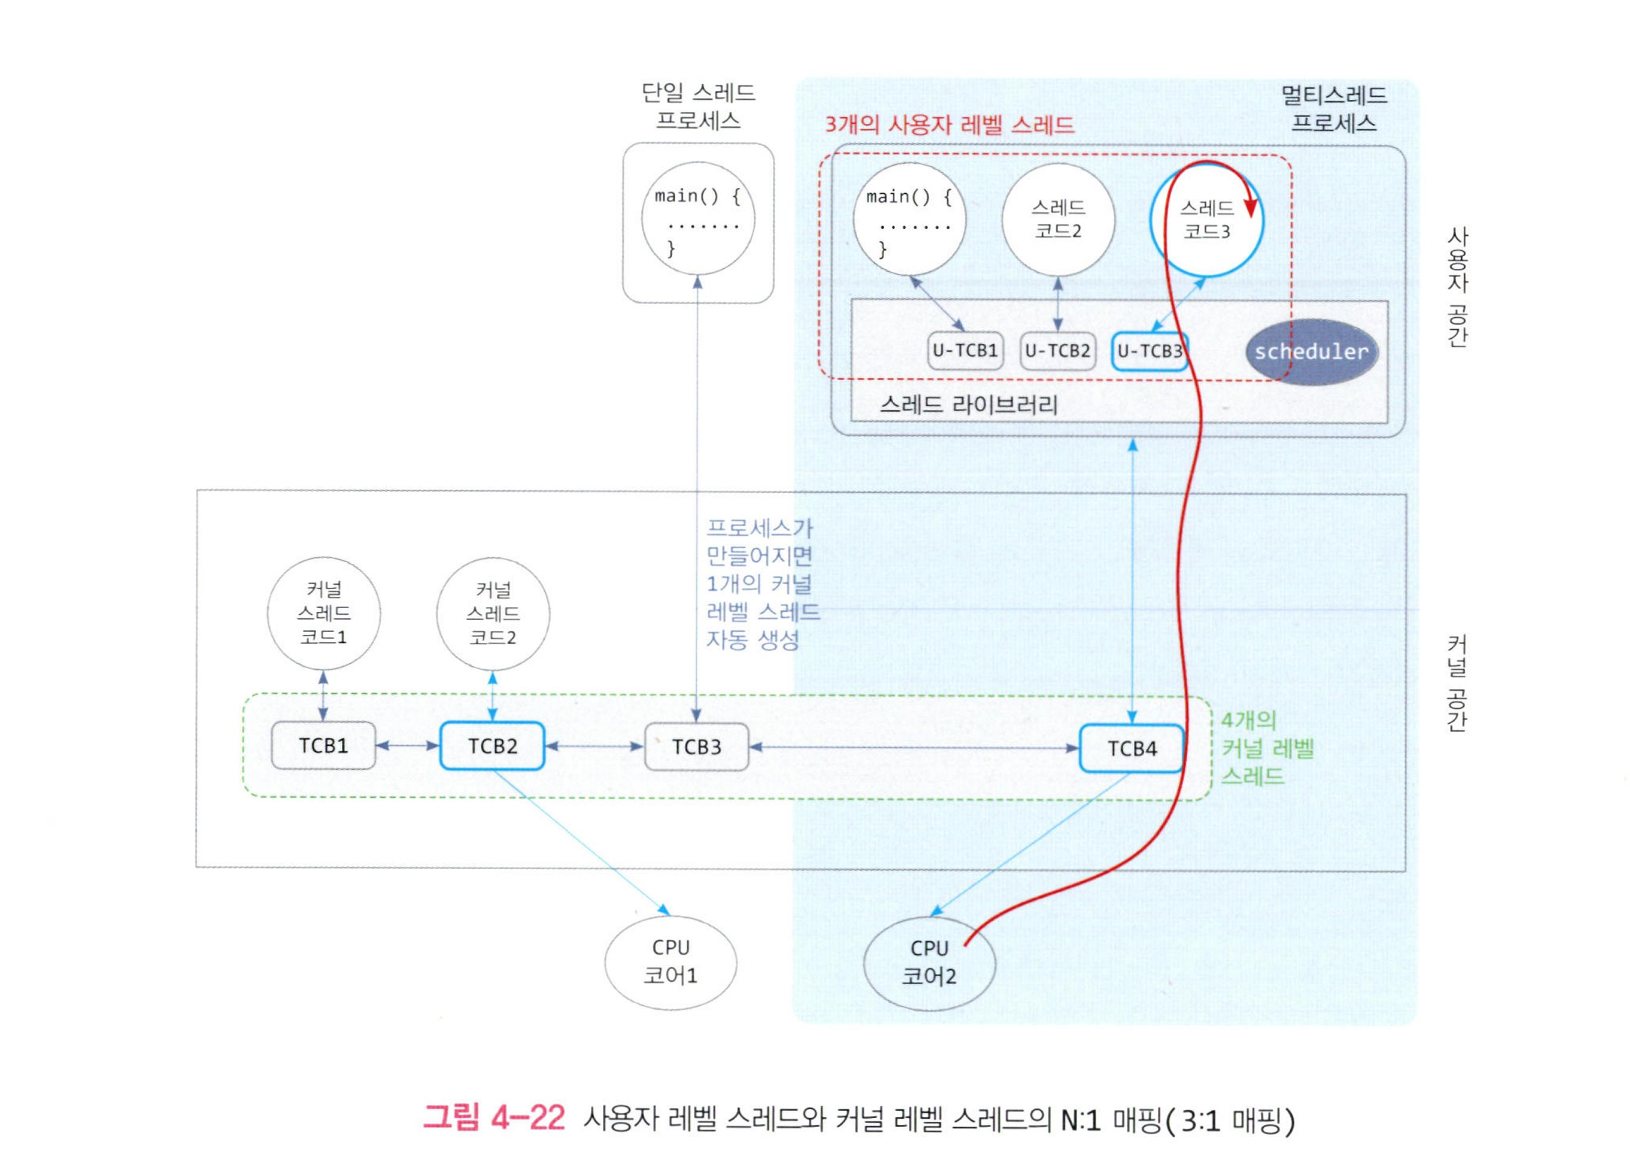 단일 스레드
프로세스
멀티스레드
프로세스
3개의 사용자 레벨 스레드
main() {
.......
}
main() {
.......
}
스레드
코드2
스레드
코드3
U-TCB1
U-TCB2
U-TCB3
scheduler
스레드 라이브러리
사용자 공간
프로세스가
만들어지면
1개의 커널
레벨 스레드
자동 생성
커널
스레드
코드1
커널
스레드
코드2
커널 공간
TCB1
TCB2
TCB3
TCB4
4개의
커널 레벨
스레드
CPU
코어1
CPU
코어2
그림 4-22 사용자 레벨 스레드와 커널 레벨 스레드의 N:1 매핑(3:1 매핑)